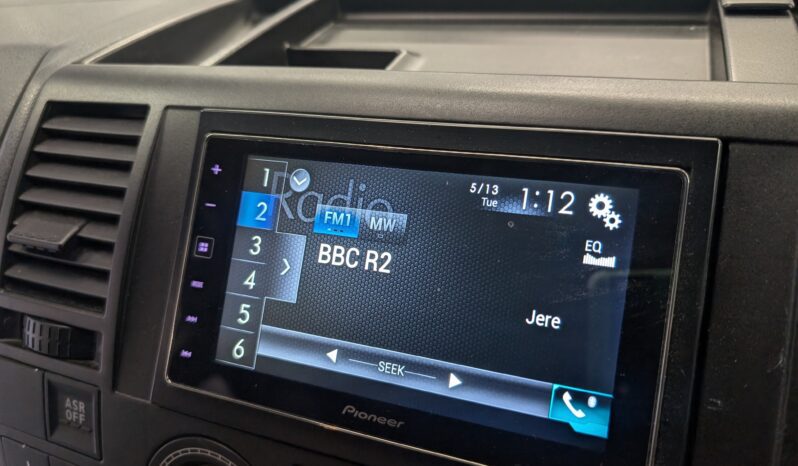 Radio
5/13
Tue
1:12
1
2
3
4
5
6
FM1
MW
EQ
BBC R2
Jere
SEEK
Pioneer
ASR
OFF